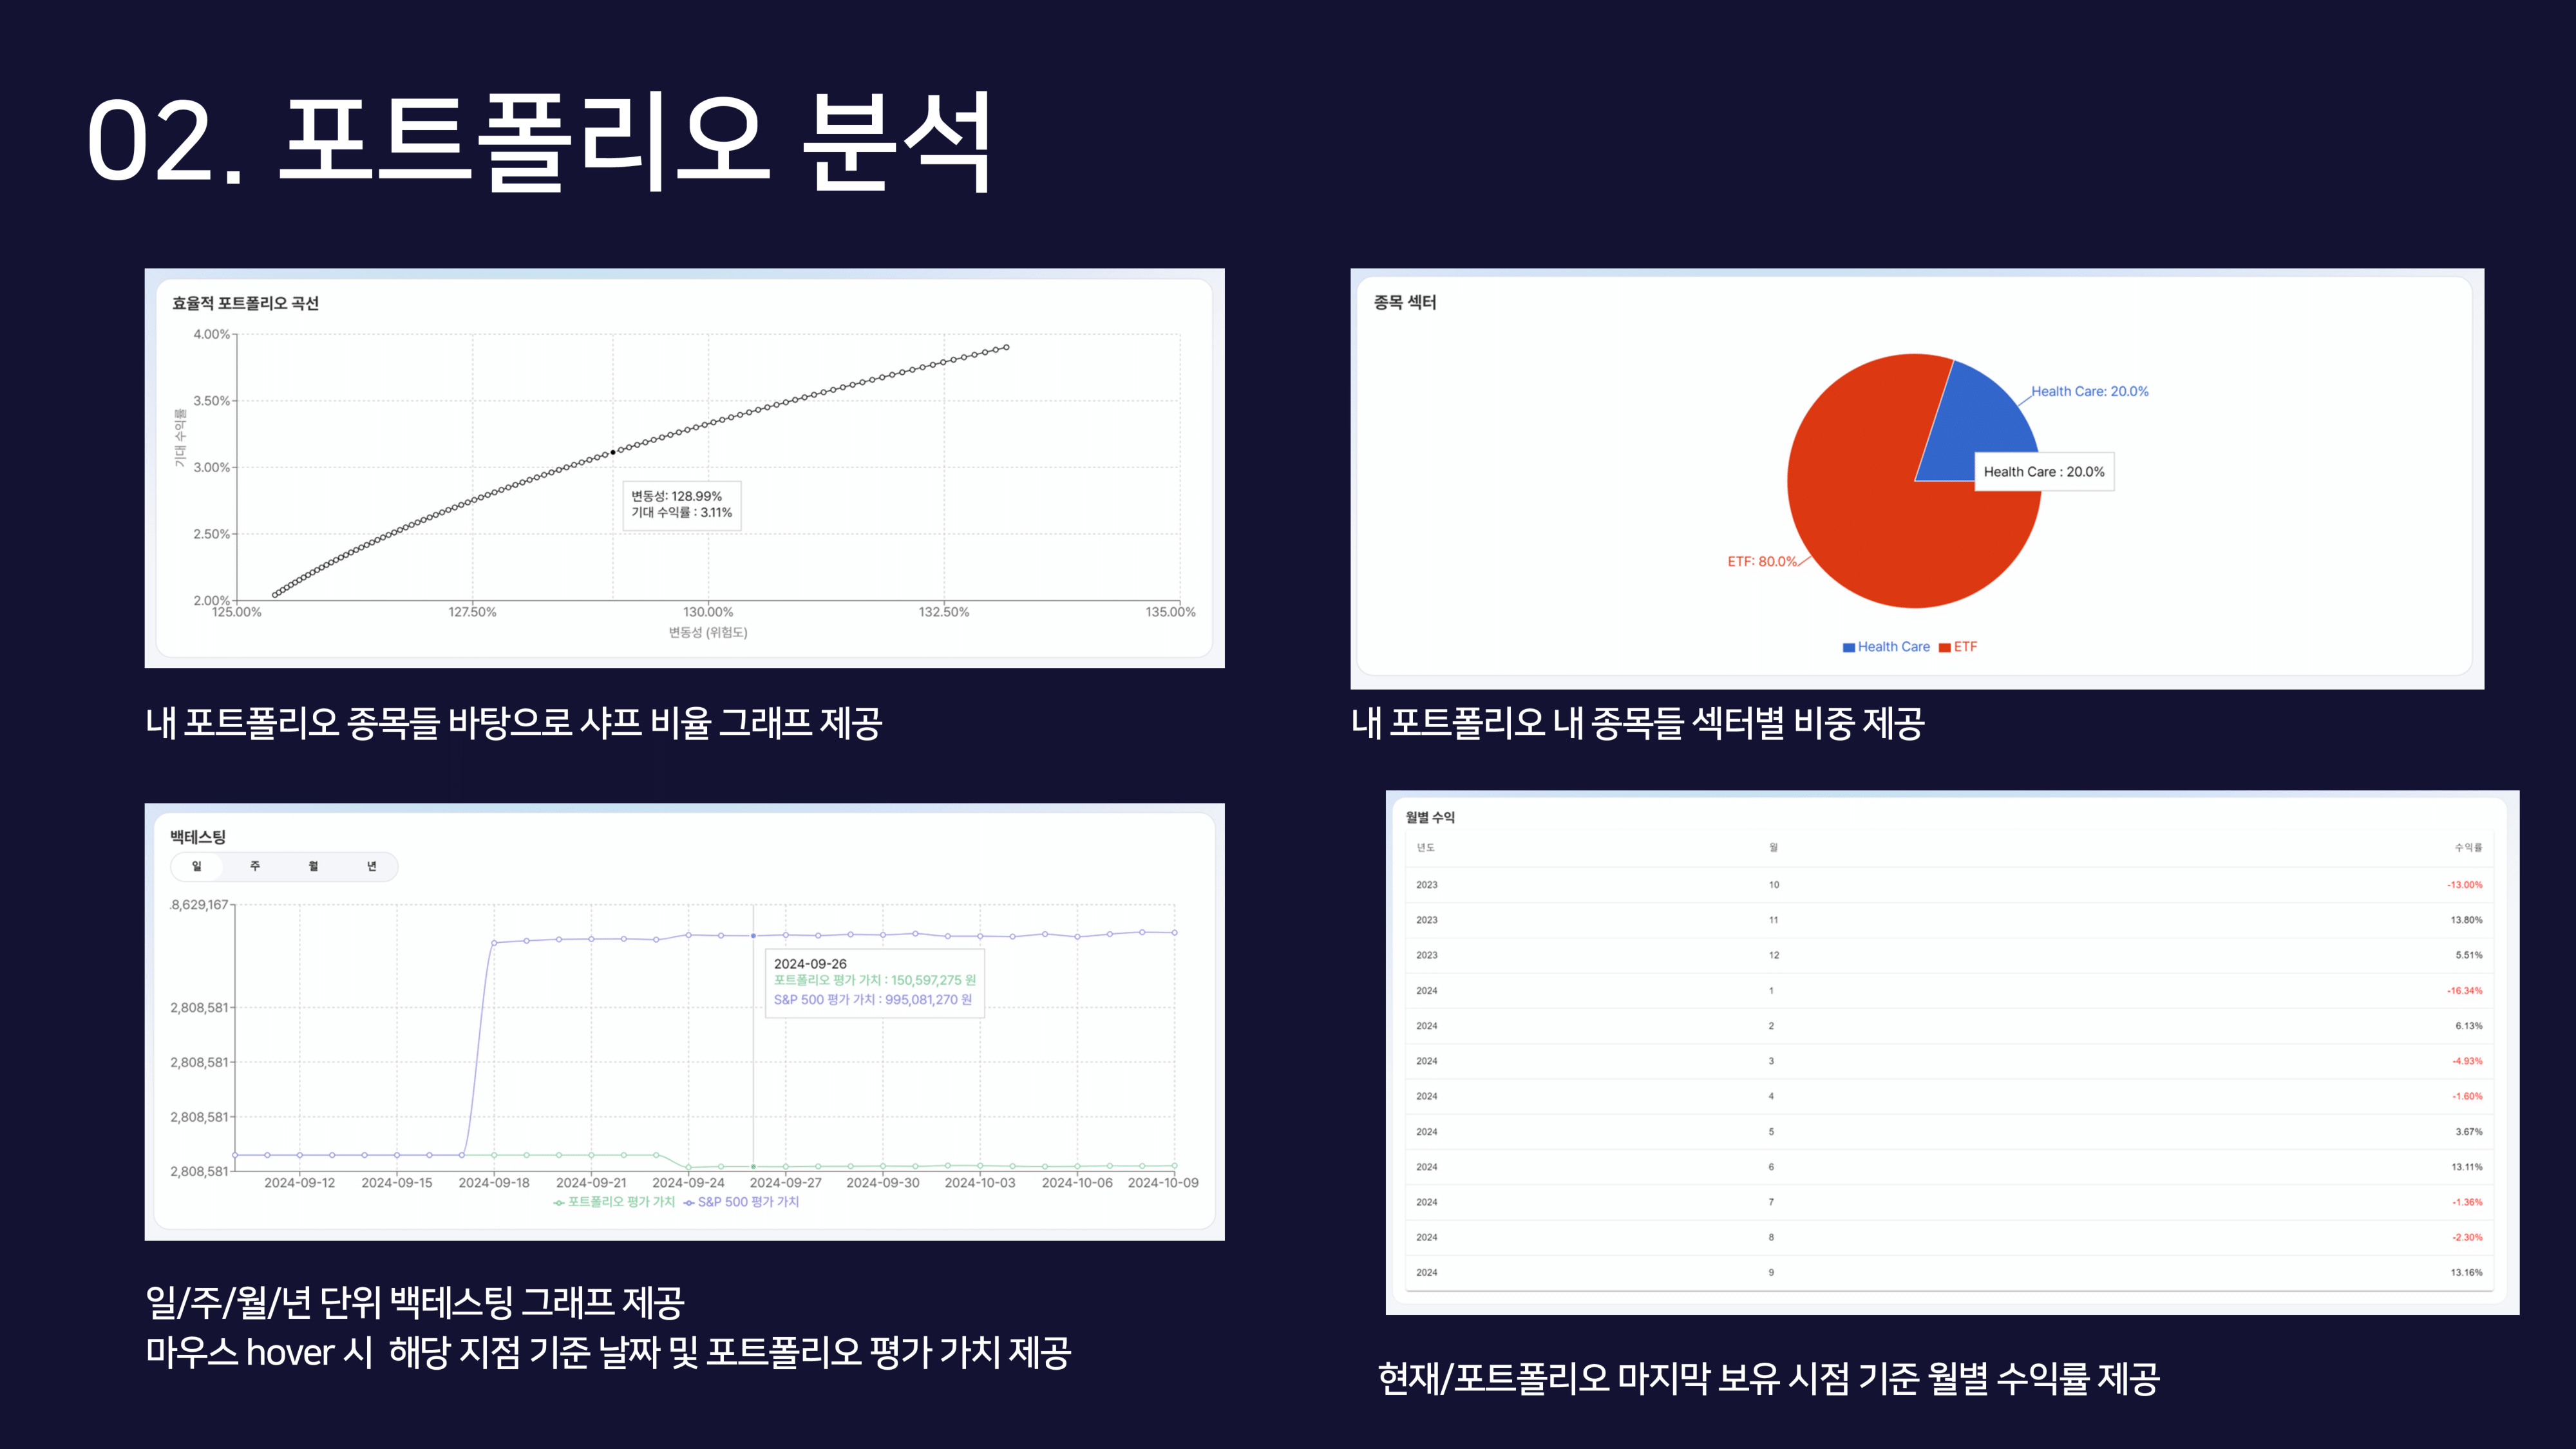 02. 포트폴리오 분석
효율적 포트폴리오 곡선
4.00%
3.50%
3.00%
2.50%
2.00%
기대 수익률
변동성: 128.99%
기대 수익률 : 3.11%
125.00% 127.50% 130.00% 132.50% 135.00%
변동성 (위험도)
내 포트폴리오 종목들 바탕으로 샤프 비율 그래프 제공
종목 섹터
Health Care: 20.0%
Health Care : 20.0%
ETF: 80.0%
Health Care ETF
내 포트폴리오 내 종목들 섹터별 비중 제공
백테스팅
일 주 월 년
.8,629,167
2,808,581
2,808,581
2,808,581
2,808,581
2024-09-26
포트폴리오 평가 가치 : 150,597,275 원
S&P 500 평가 가치 : 995,081,270 원
2024-09-12 2024-09-15 2024-09-18 2024-09-21 2024-09-24 2024-09-27 2024-09-30 2024-10-03 2024-10-06 2024-10-09
포트폴리오 평가 가치 S&P 500 평가 가치
일/주/월/년 단위 백테스팅 그래프 제공
마우스 hover 시 해당 지점 기준 날짜 및 포트폴리오 평가 가치 제공
월별 수익
년도 월 수익률
2023 10 -13.00%
2023 11 13.80%
2023 12 5.51%
2024 1 -16.34%
2024 2 6.13%
2024 3 -4.93%
2024 4 -1.60%
2024 5 3.67%
2024 6 13.11%
2024 7 -1.36%
2024 8 -2.30%
2024 9 13.16%
현재/포트폴리오 마지막 보유 시점 기준 월별 수익률 제공